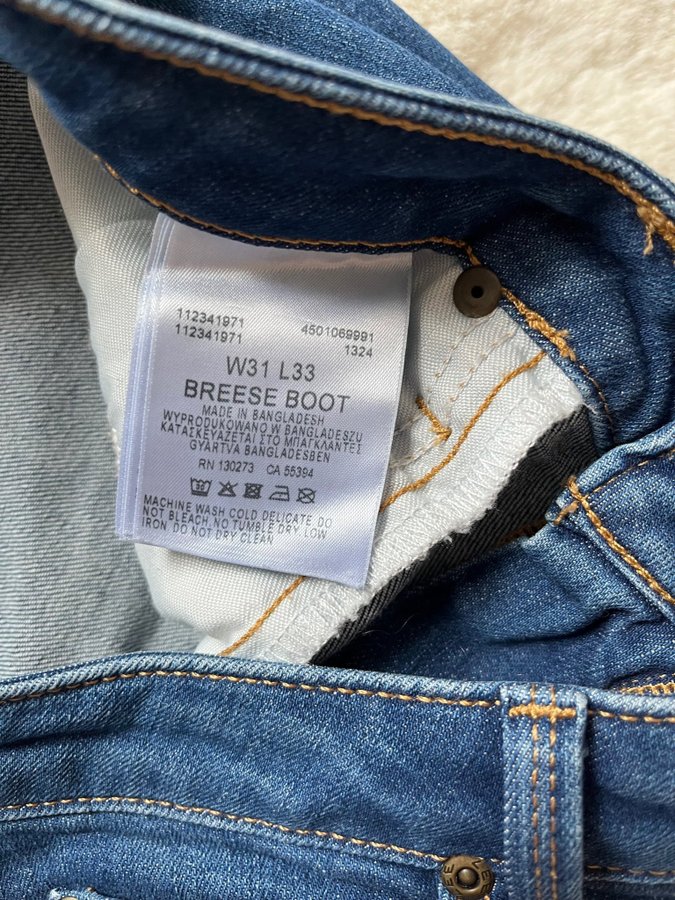 112341971
112341971 4501069991
1324
W31 L33
BREESE BOOT
MADE IN BANGLADESH
WYPRODUKOWANO W BANGLADESZU
ΚΑΤΑΣΚΕΥΑΖΕΤΑΙ ΣΤΟ ΜΠΑΓΚΛΑΝΤΕΣ
GYÁRTVA BANGLADESBEN
RN 130273 CA 55394
MACHINE WASH COLD DELICATE DO
NOT BLEACH. NO TUMBLE DRY LOW
IRON DO NOT DRY CLEAN
LEE